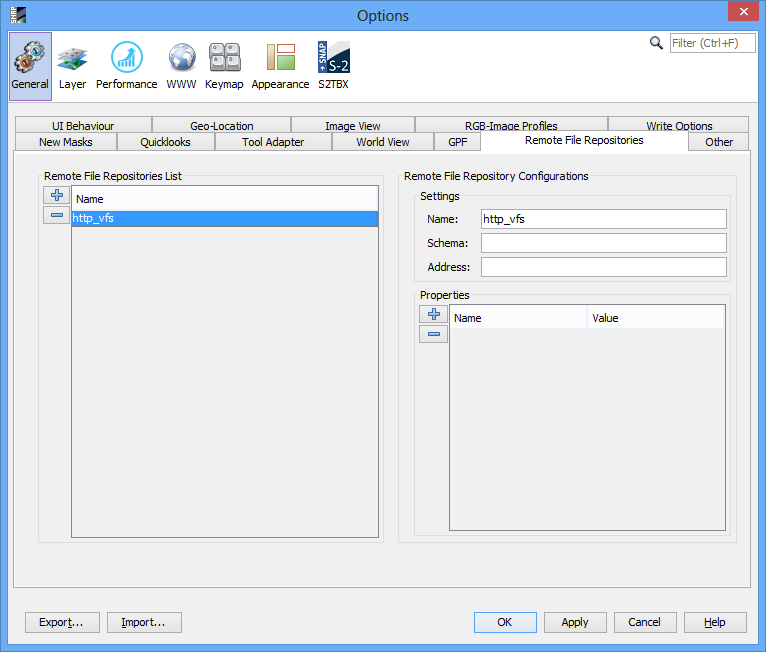 SNAP
Options
Filter (Ctrl+F)
+ SNAP
S-2
General Layer Performance WWW Keymap Appearance S2TBX
UI Behaviour Geo-Location Image View RGB-Image Profiles Write Options
New Masks Quicklooks Tool Adapter World View GPF Remote File Repositories Other
Remote File Repositories List
Name
http_vfs
Remote File Repository Configurations
Settings
Name: http_vfs
Schema:
Address:
Properties
Name Value
Export... Import... OK Apply Cancel Help